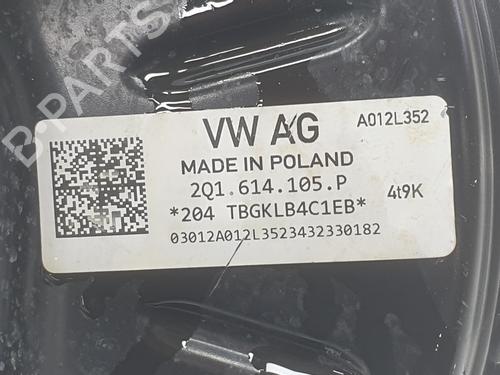 B-PARTS
VW AG
A012L352
MADE IN POLAND
2Q1.614.105.P
*204 TBGKLB4C1EB*
4t9K
03012A012L3523432330182